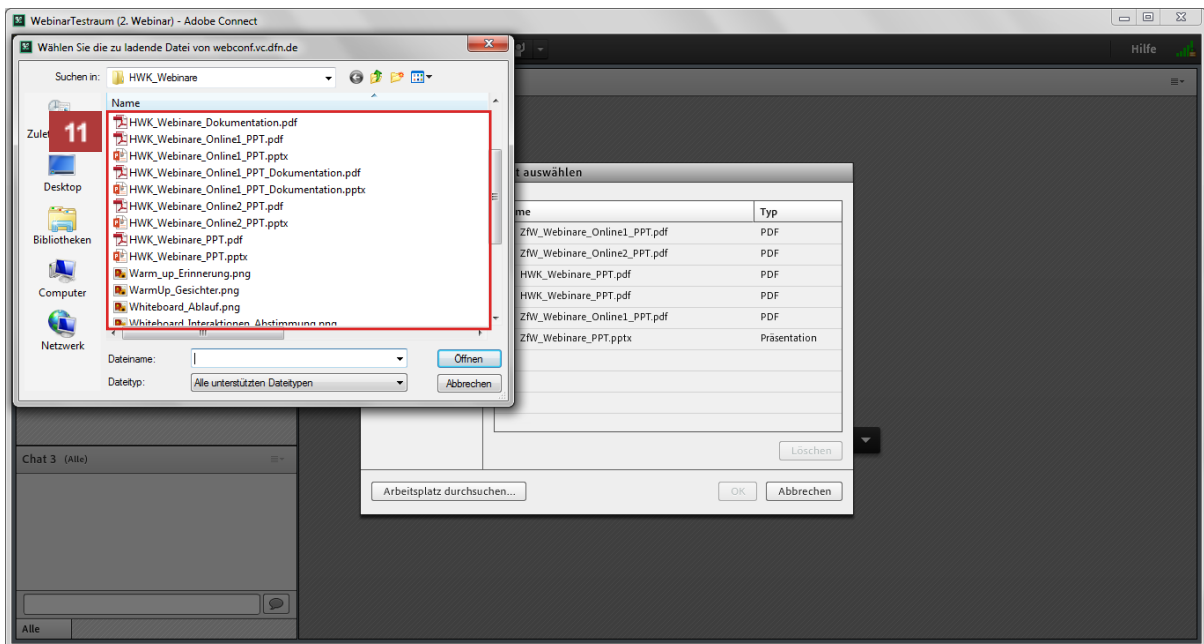 WebinarTestraum (2. Webinar) - Adobe Connect
Hilfe
Wählen Sie die zu ladende Datei von webconf.vc.dfn.de
Suchen in: HWK_Webinare
Name
11
HWK_Webinare_Dokumentation.pdf
HWK_Webinare_Online1_PPT.pdf
HWK_Webinare_Online1_PPT.pptx
HWK_Webinare_Online1_PPT_Dokumentation.pdf
HWK_Webinare_Online1_PPT_Dokumentation.pptx
HWK_Webinare_Online2_PPT.pdf
HWK_Webinare_Online2_PPT.pptx
HWK_Webinare_PPT.pdf
HWK_Webinare_PPT.pptx
Warm_up_Erinnerung.png
WarmUp_Gesichter.png
Whiteboard_Ablauf.png
Whiteboard_Interaktionen_Abstimmung.png
Desktop
Bibliotheken
Computer
Netzwerk
Dateiname:
Öffnen
Dateityp: Alle unterstützten Dateitypen
Abbrechen
auswählen
Typ
ZfW_Webinare_Online1_PPT.pdf PDF
ZfW_Webinare_Online2_PPT.pdf PDF
HWK_Webinare_PPT.pdf PDF
HWK_Webinare_PPT.pdf PDF
ZfW_Webinare_Online1_PPT.pdf PDF
ZfW_Webinare_PPT.pptx Präsentation
Löschen
Arbeitsplatz durchsuchen...
OK
Abbrechen
Chat 3 (Alle)
Alle